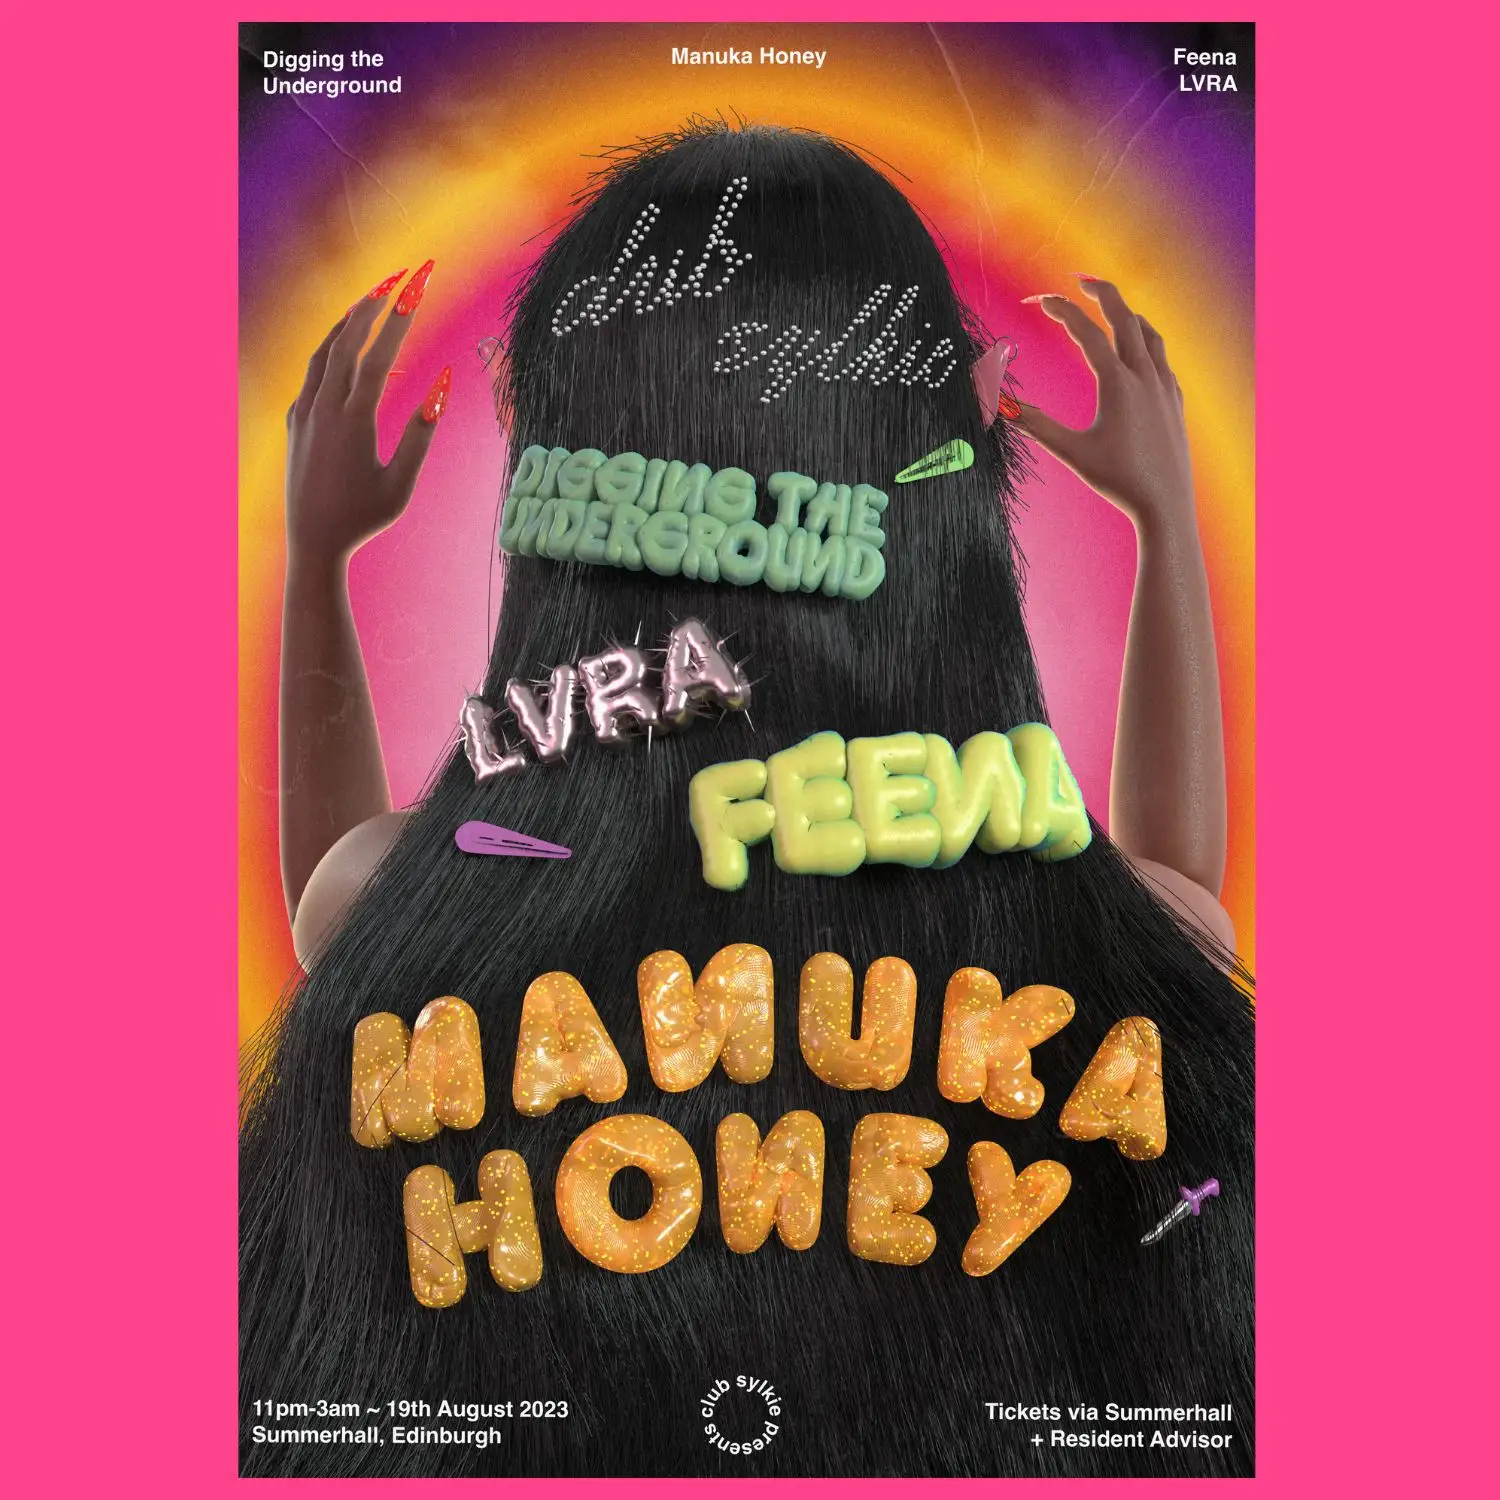 Digging the
Underground
Manuka Honey
Feena
LVRA
club
sylkie
DIGGING THE
UNDERGROUND
LVRA
FEENA
MANUKA
HONEY
11pm-3am ~ 19th August 2023
Summerhall, Edinburgh
club sylkie presents
Tickets via Summerhall
+ Resident Advisor